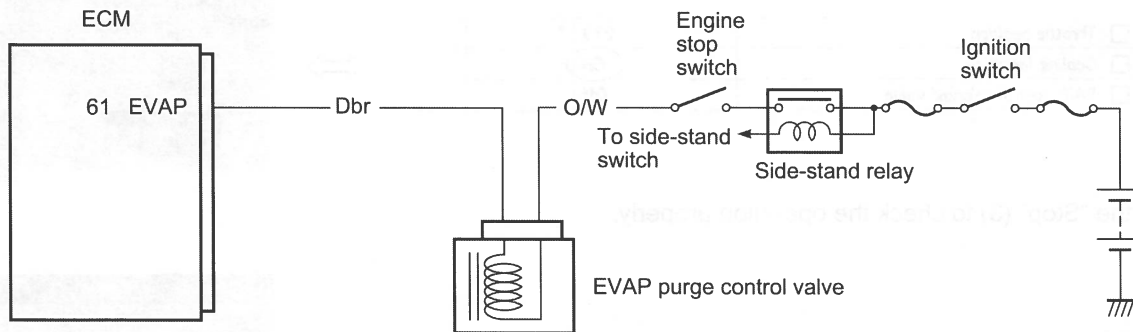 ECM
61 EVAP
Dbr
O/W
Engine
stop
switch
Ignition
switch
To side-stand
switch
Side-stand relay
EVAP purge control valve